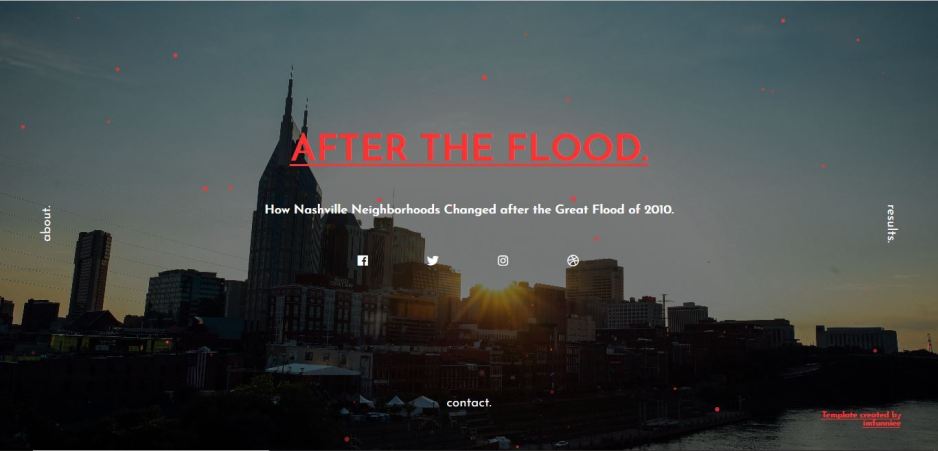 AFTER THE FLOOD.
How Nashville Neighborhoods Changed after the Great Flood of 2010.
about.
results.
contact.
Template created by
imfunniee